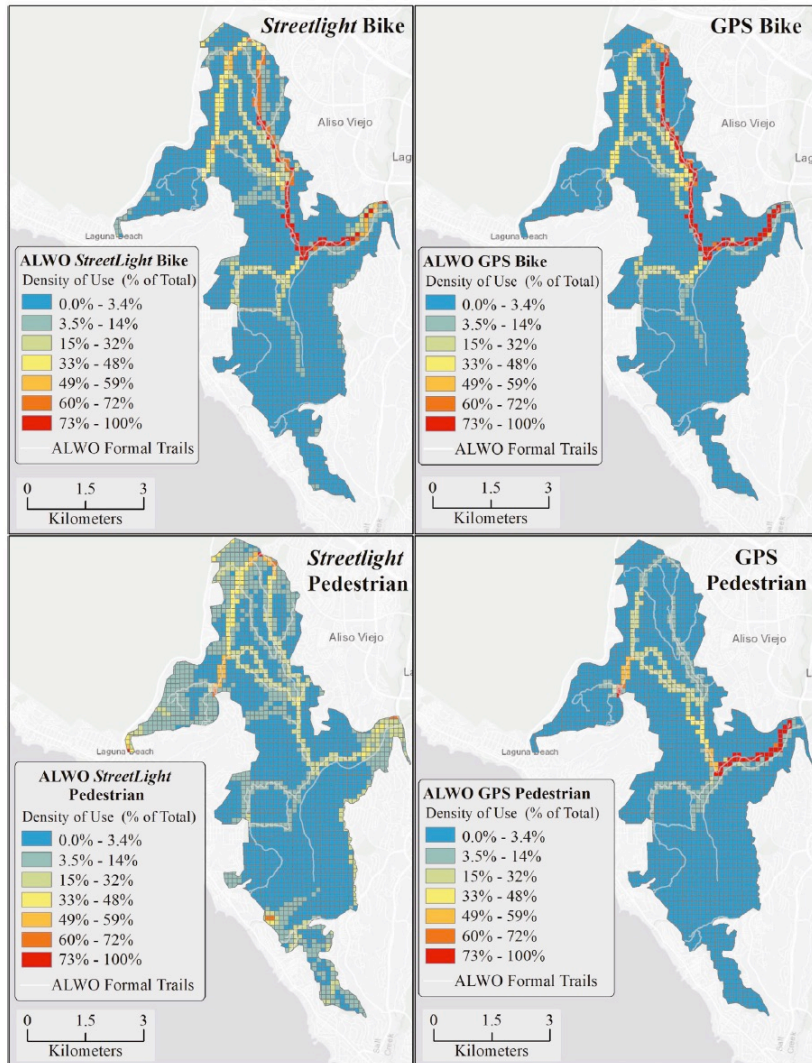 Streetlight Bike
Aliso Viejo
Lag
Laguna Beach
ALWO StreetLight Bike
Density of Use (% of Total)
0.0% - 3.4%
3.5% - 14%
15% - 32%
33% - 48%
49% - 59%
60% - 72%
73% - 100%
ALWO Formal Trails
0 1.5 3
Kilometers
GPS Bike
Aliso Viejo
Lag
Laguna Beach
ALWO GPS Bike
Density of Use (% of Total)
0.0% - 3.4%
3.5% - 14%
15% - 32%
33% - 48%
49% - 59%
60% - 72%
73% - 100%
ALWO Formal Trails
0 1.5 3
Kilometers
Streetlight
Pedestrian
Aliso Viejo
La
Laguna Beach
ALWO StreetLight
Pedestrian
Density of Use (% of Total)
0.0% - 3.4%
3.5% - 14%
15% - 32%
33% - 48%
49% - 59%
60% - 72%
73% - 100%
ALWO Formal Trails
0 1.5 3
Kilometers
GPS
Pedestrian
Aliso Viejo
Laguna Beach
ALWO GPS Pedestrian
Density of Use (% of Total)
0.0% - 3.4%
3.5% - 14%
15% - 32%
33% - 48%
49% - 59%
60% - 72%
73% - 100%
ALWO Formal Trails
0 1.5 3
Kilometers